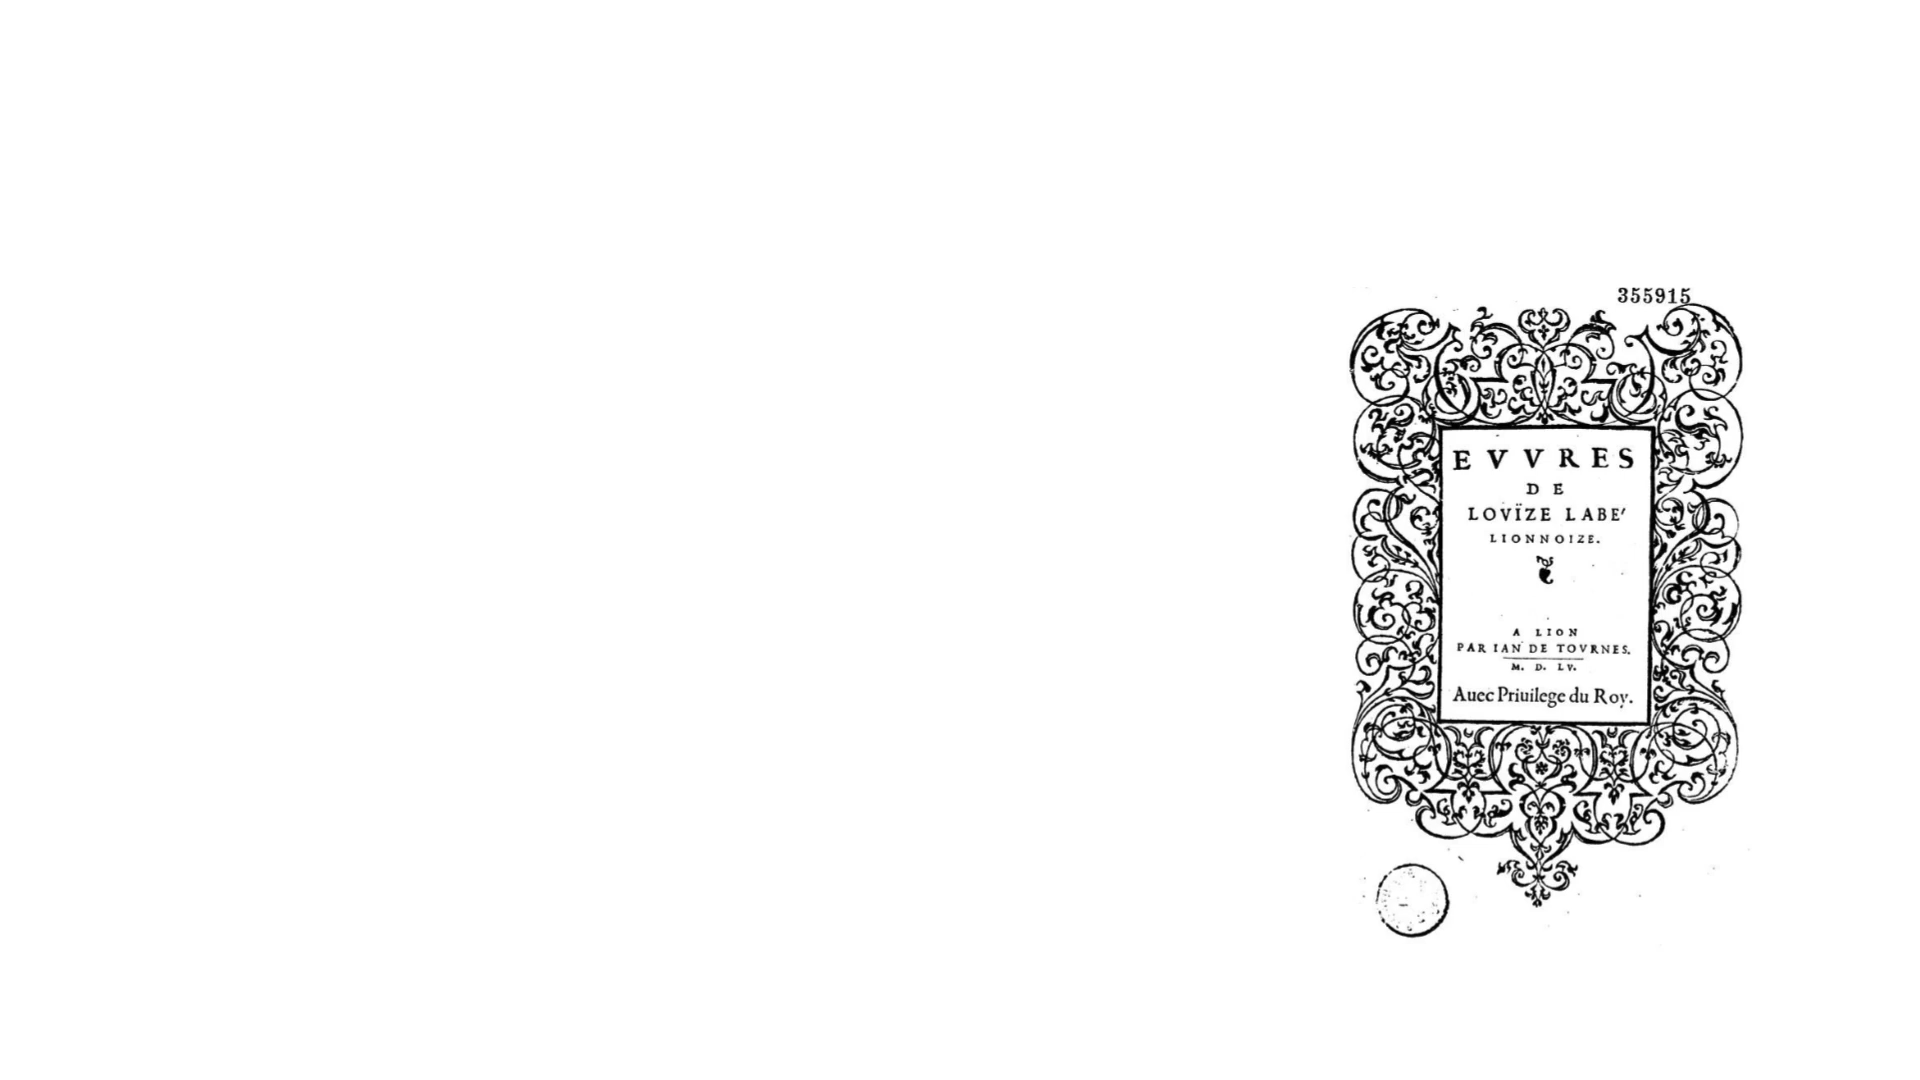 355915
EVVRES
DE
LOVÏZE LABE'
LIONNOIZE.
A LION
PAR IAN DE TOVRNES.
M. D. LV.
Auec Priuilege du Roy.